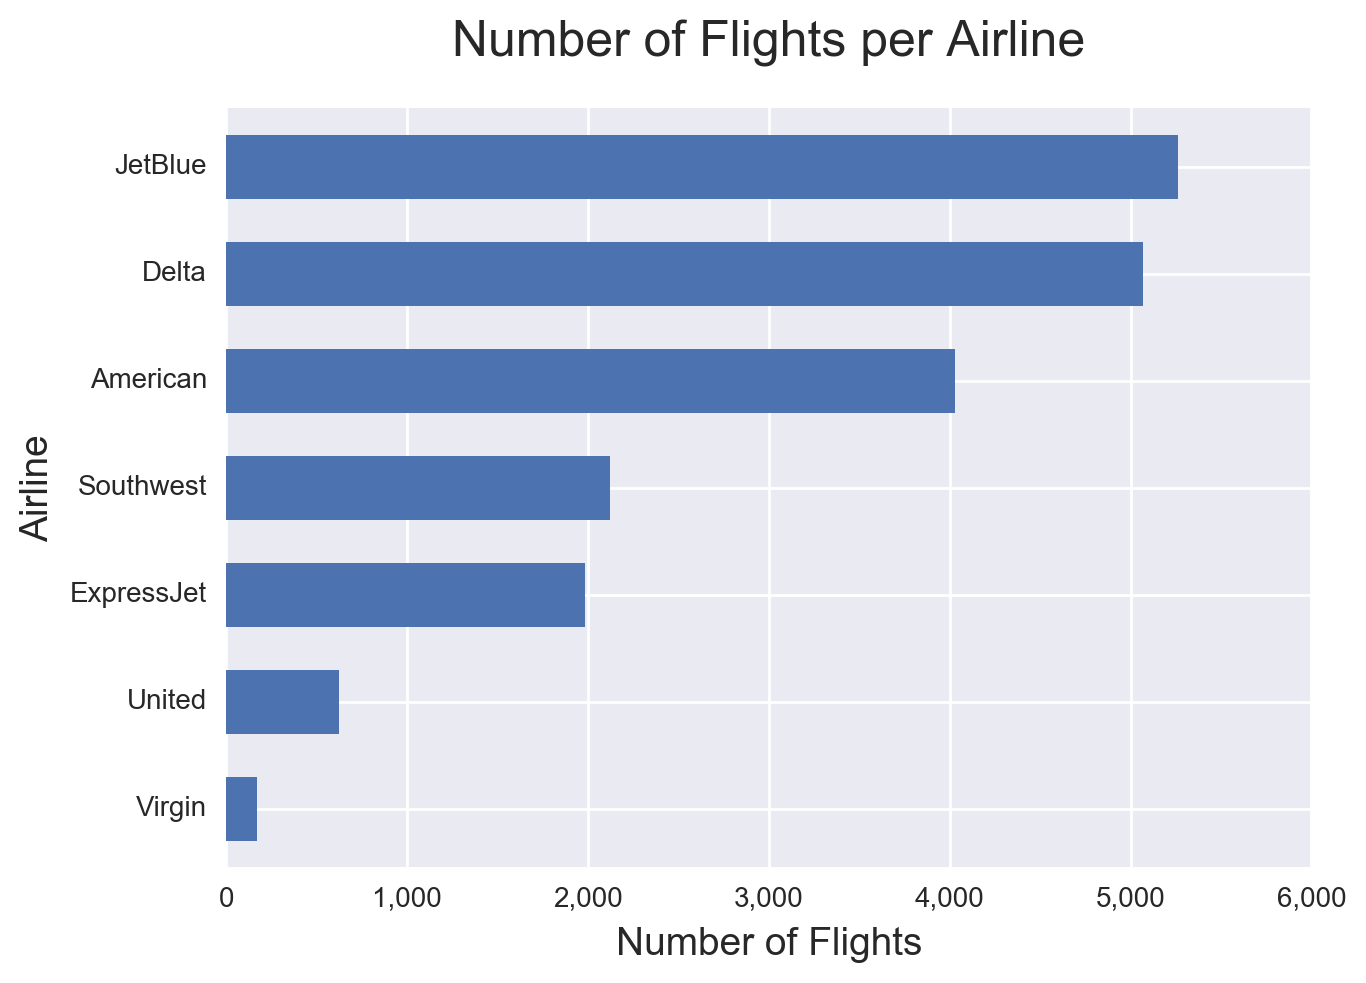 Number of Flights per Airline
JetBlue
Delta
American
Southwest
ExpressJet
United
Virgin
Airline
0 1,000 2,000 3,000 4,000 5,000 6,000
Number of Flights